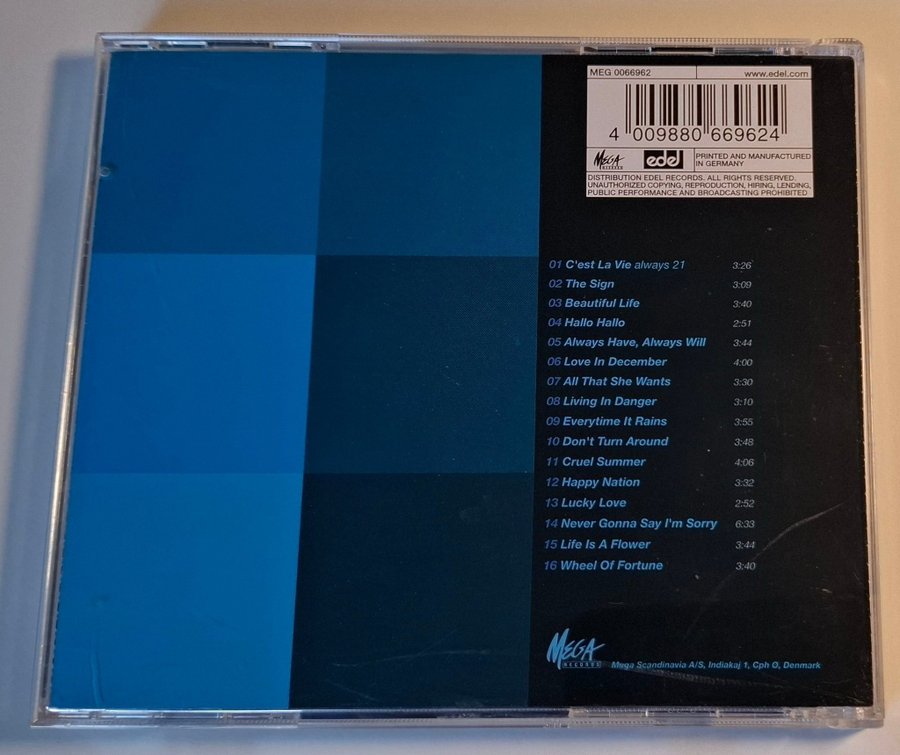 MEG 0066962 www.edel.com
4 009880 669624
MEGA RECORDS edel PRINTED AND MANUFACTURED
IN GERMANY
DISTRIBUTION EDEL RECORDS. ALL RIGHTS RESERVED.
UNAUTHORIZED COPYING, REPRODUCTION, HIRING, LENDING,
PUBLIC PERFORMANCE AND BROADCASTING PROHIBITED
01 C'est La Vie always 21 3:26
02 The Sign 3:09
03 Beautiful Life 3:40
04 Hallo Hallo 2:51
05 Always Have, Always Will 3:44
06 Love In December 4:00
07 All That She Wants 3:30
08 Living In Danger 3:10
09 Everytime It Rains 3:55
10 Don't Turn Around 3:48
11 Cruel Summer 4:06
12 Happy Nation 3:32
13 Lucky Love 2:52
14 Never Gonna Say I'm Sorry 6:33
15 Life Is A Flower 3:44
16 Wheel Of Fortune 3:40
MEGA
RECORDS Mega Scandinavia A/S, Indiakaj 1, Cph Ø, Denmark